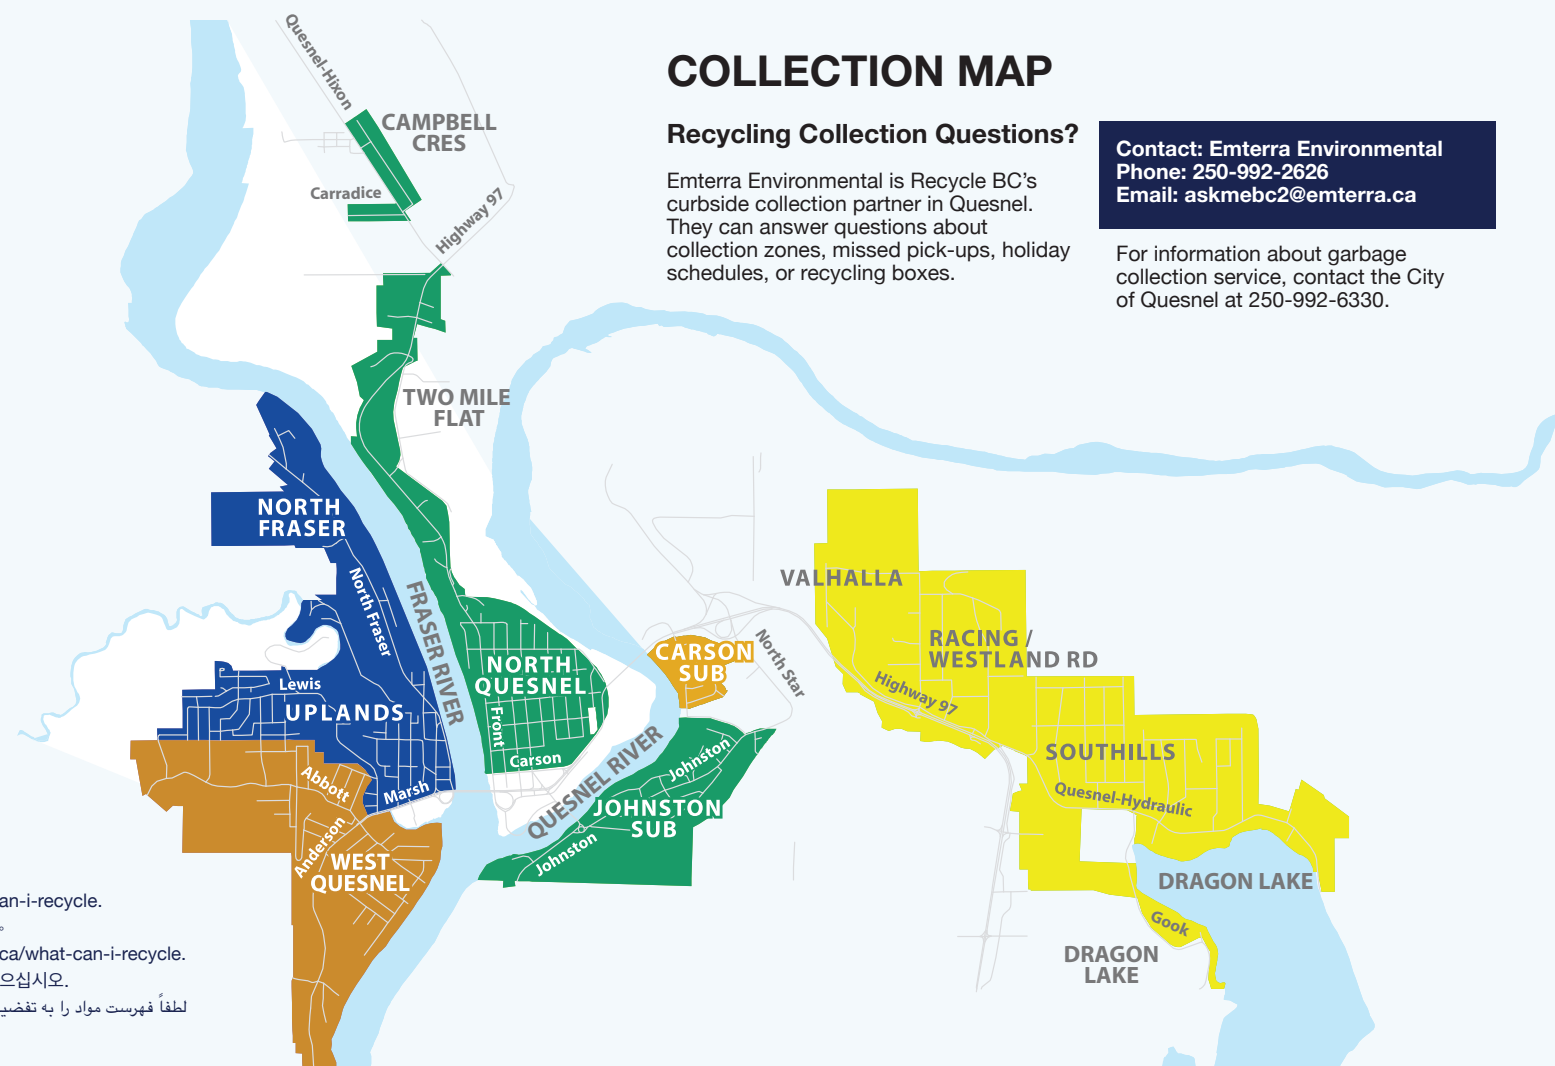 COLLECTION MAP
Recycling Collection Questions?
Emterra Environmental is Recycle BC’s
curbside collection partner in Quesnel.
They can answer questions about
collection zones, missed pick-ups, holiday
schedules, or recycling boxes.
Contact: Emterra Environmental
Phone: 250-992-2626
Email: askmebc2@emterra.ca
For information about garbage
collection service, contact the City
of Quesnel at 250-992-6330.
Quesnel-Hixon
CAMPBELL
CRES
Carradice
Highway 97
TWO MILE
FLAT
NORTH
FRASER
North Fraser
FRASER RIVER
Lewis
UPLANDS
Marsh
Abbott
Anderson
WEST
QUESNEL
NORTH
QUESNEL
Front
Carson
QUESNEL RIVER
CARSON
SUB
North Star
Johnston
JOHNSTON
SUB
Johnston
VALHALLA
RACING /
WESTLAND RD
Highway 97
SOUTHILLS
Quesnel-Hydraulic
DRAGON LAKE
Gook
DRAGON
LAKE
an-i-recycle.
。
ca/what-can-i-recycle.
으십시오.
لطفاً فهرست مواد را به تفضیـ